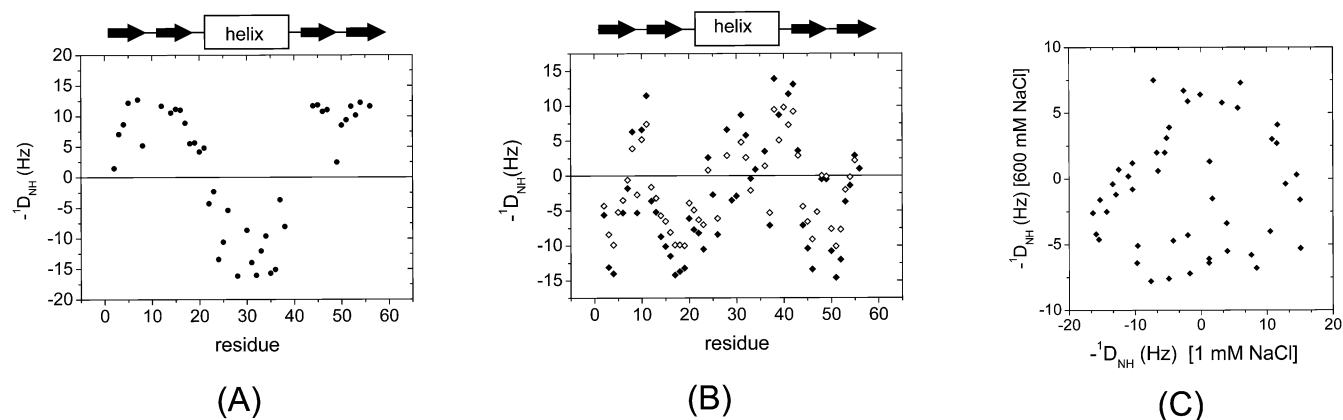 helix
20
15
10
5
0
-5
-10
-15
-20
-¹D_NH (Hz)
0 10 20 30 40 50 60
residue
(A)
helix
15
10
5
0
-5
-10
-15
-¹D_NH(Hz)
0 10 20 30 40 50 60
residue
(B)
10
5
0
-5
-10
-¹D_NH (Hz) [600 mM NaCl]
-20 -10 0 10 20
-¹D_NH (Hz) [1 mM NaCl]
(C)